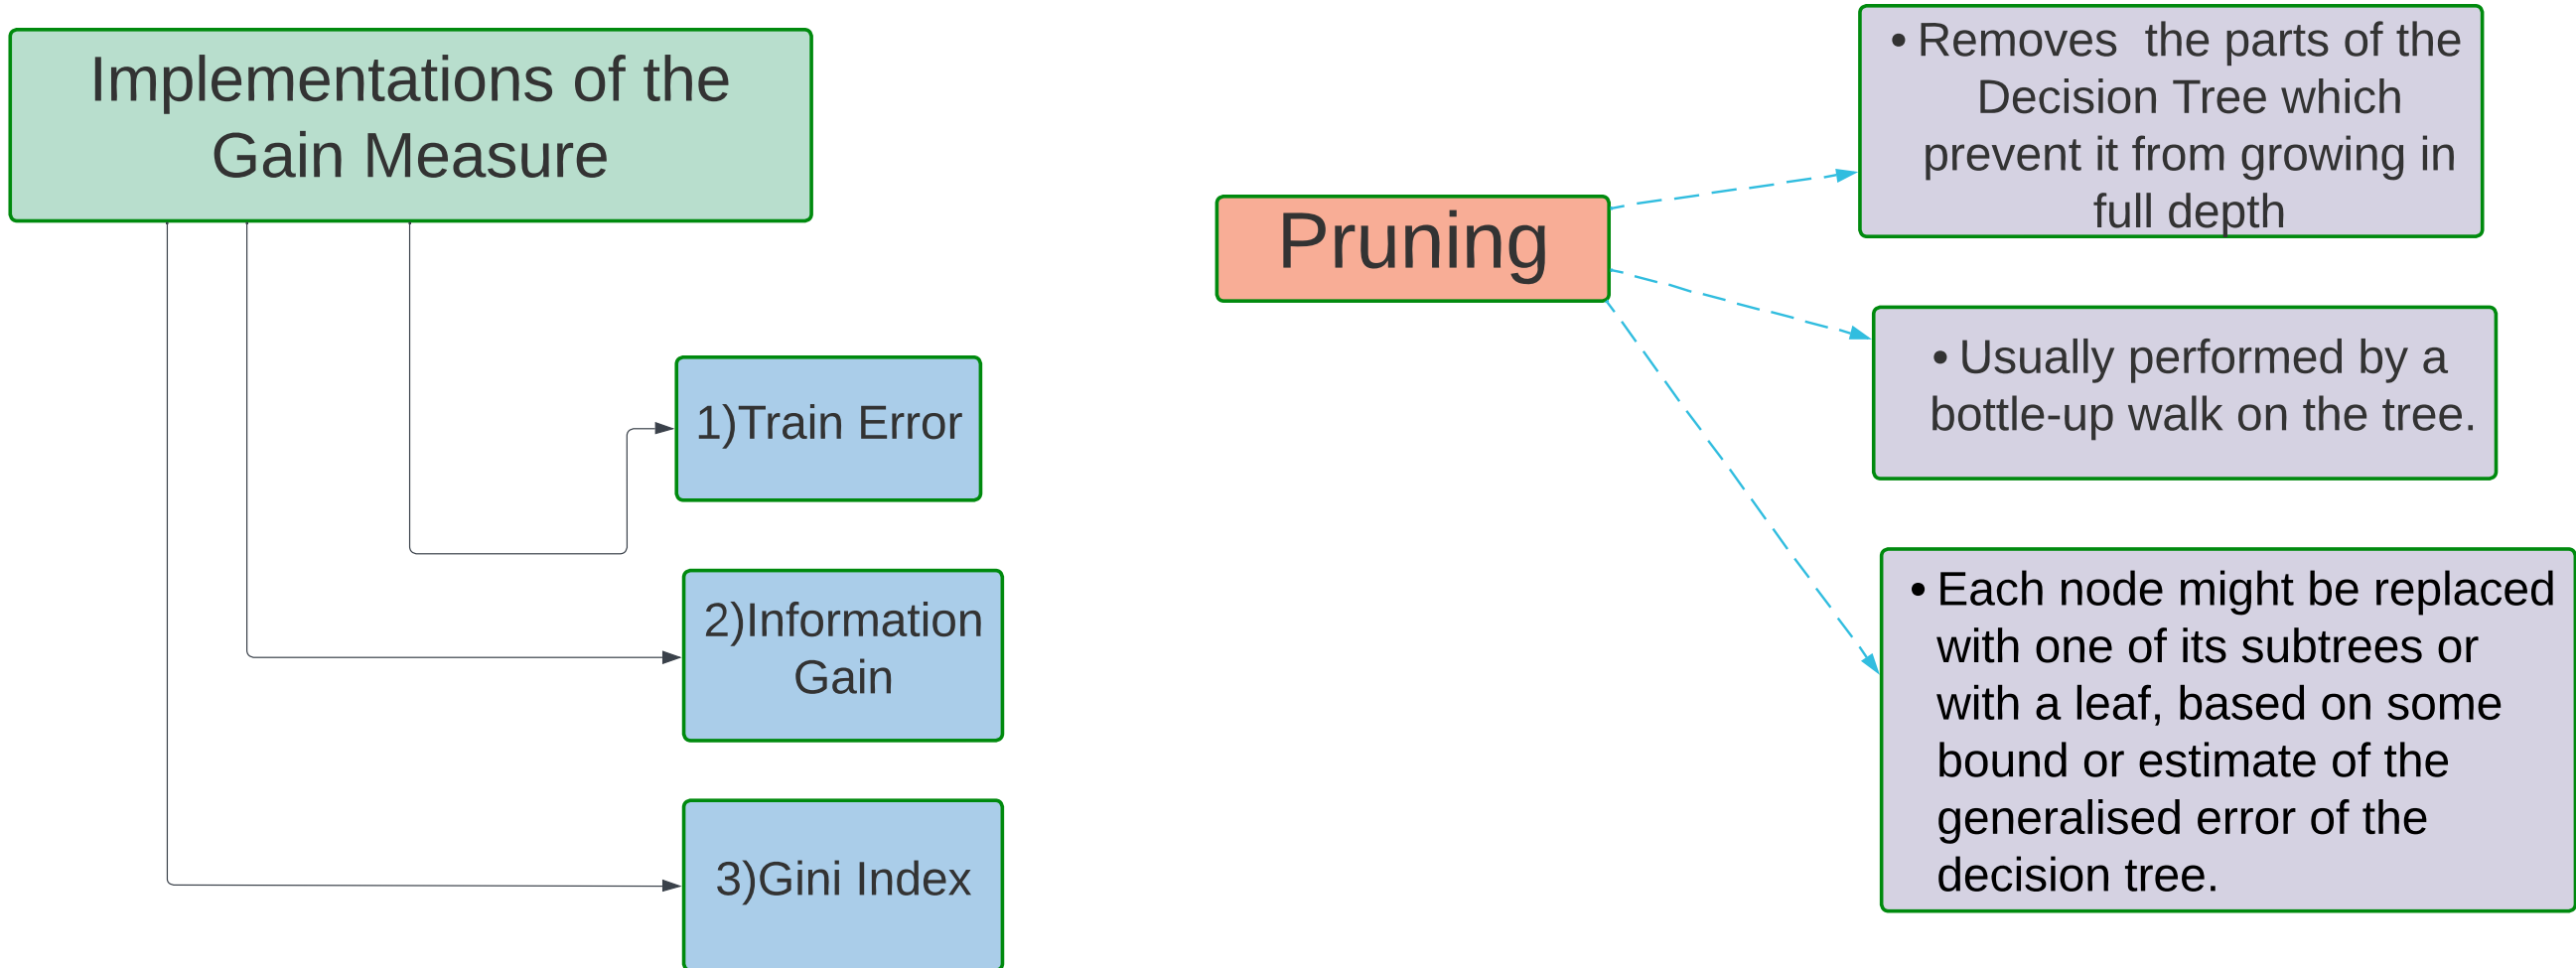 Implementations of the
Gain Measure
1)Train Error
2)Information
Gain
3)Gini Index
Pruning
• Removes  the parts of the
Decision Tree which
prevent it from growing in
full depth
• Usually performed by a
bottle-up walk on the tree.
• Each node might be replaced
with one of its subtrees or
with a leaf, based on some
bound or estimate of the
generalised error of the
decision tree.